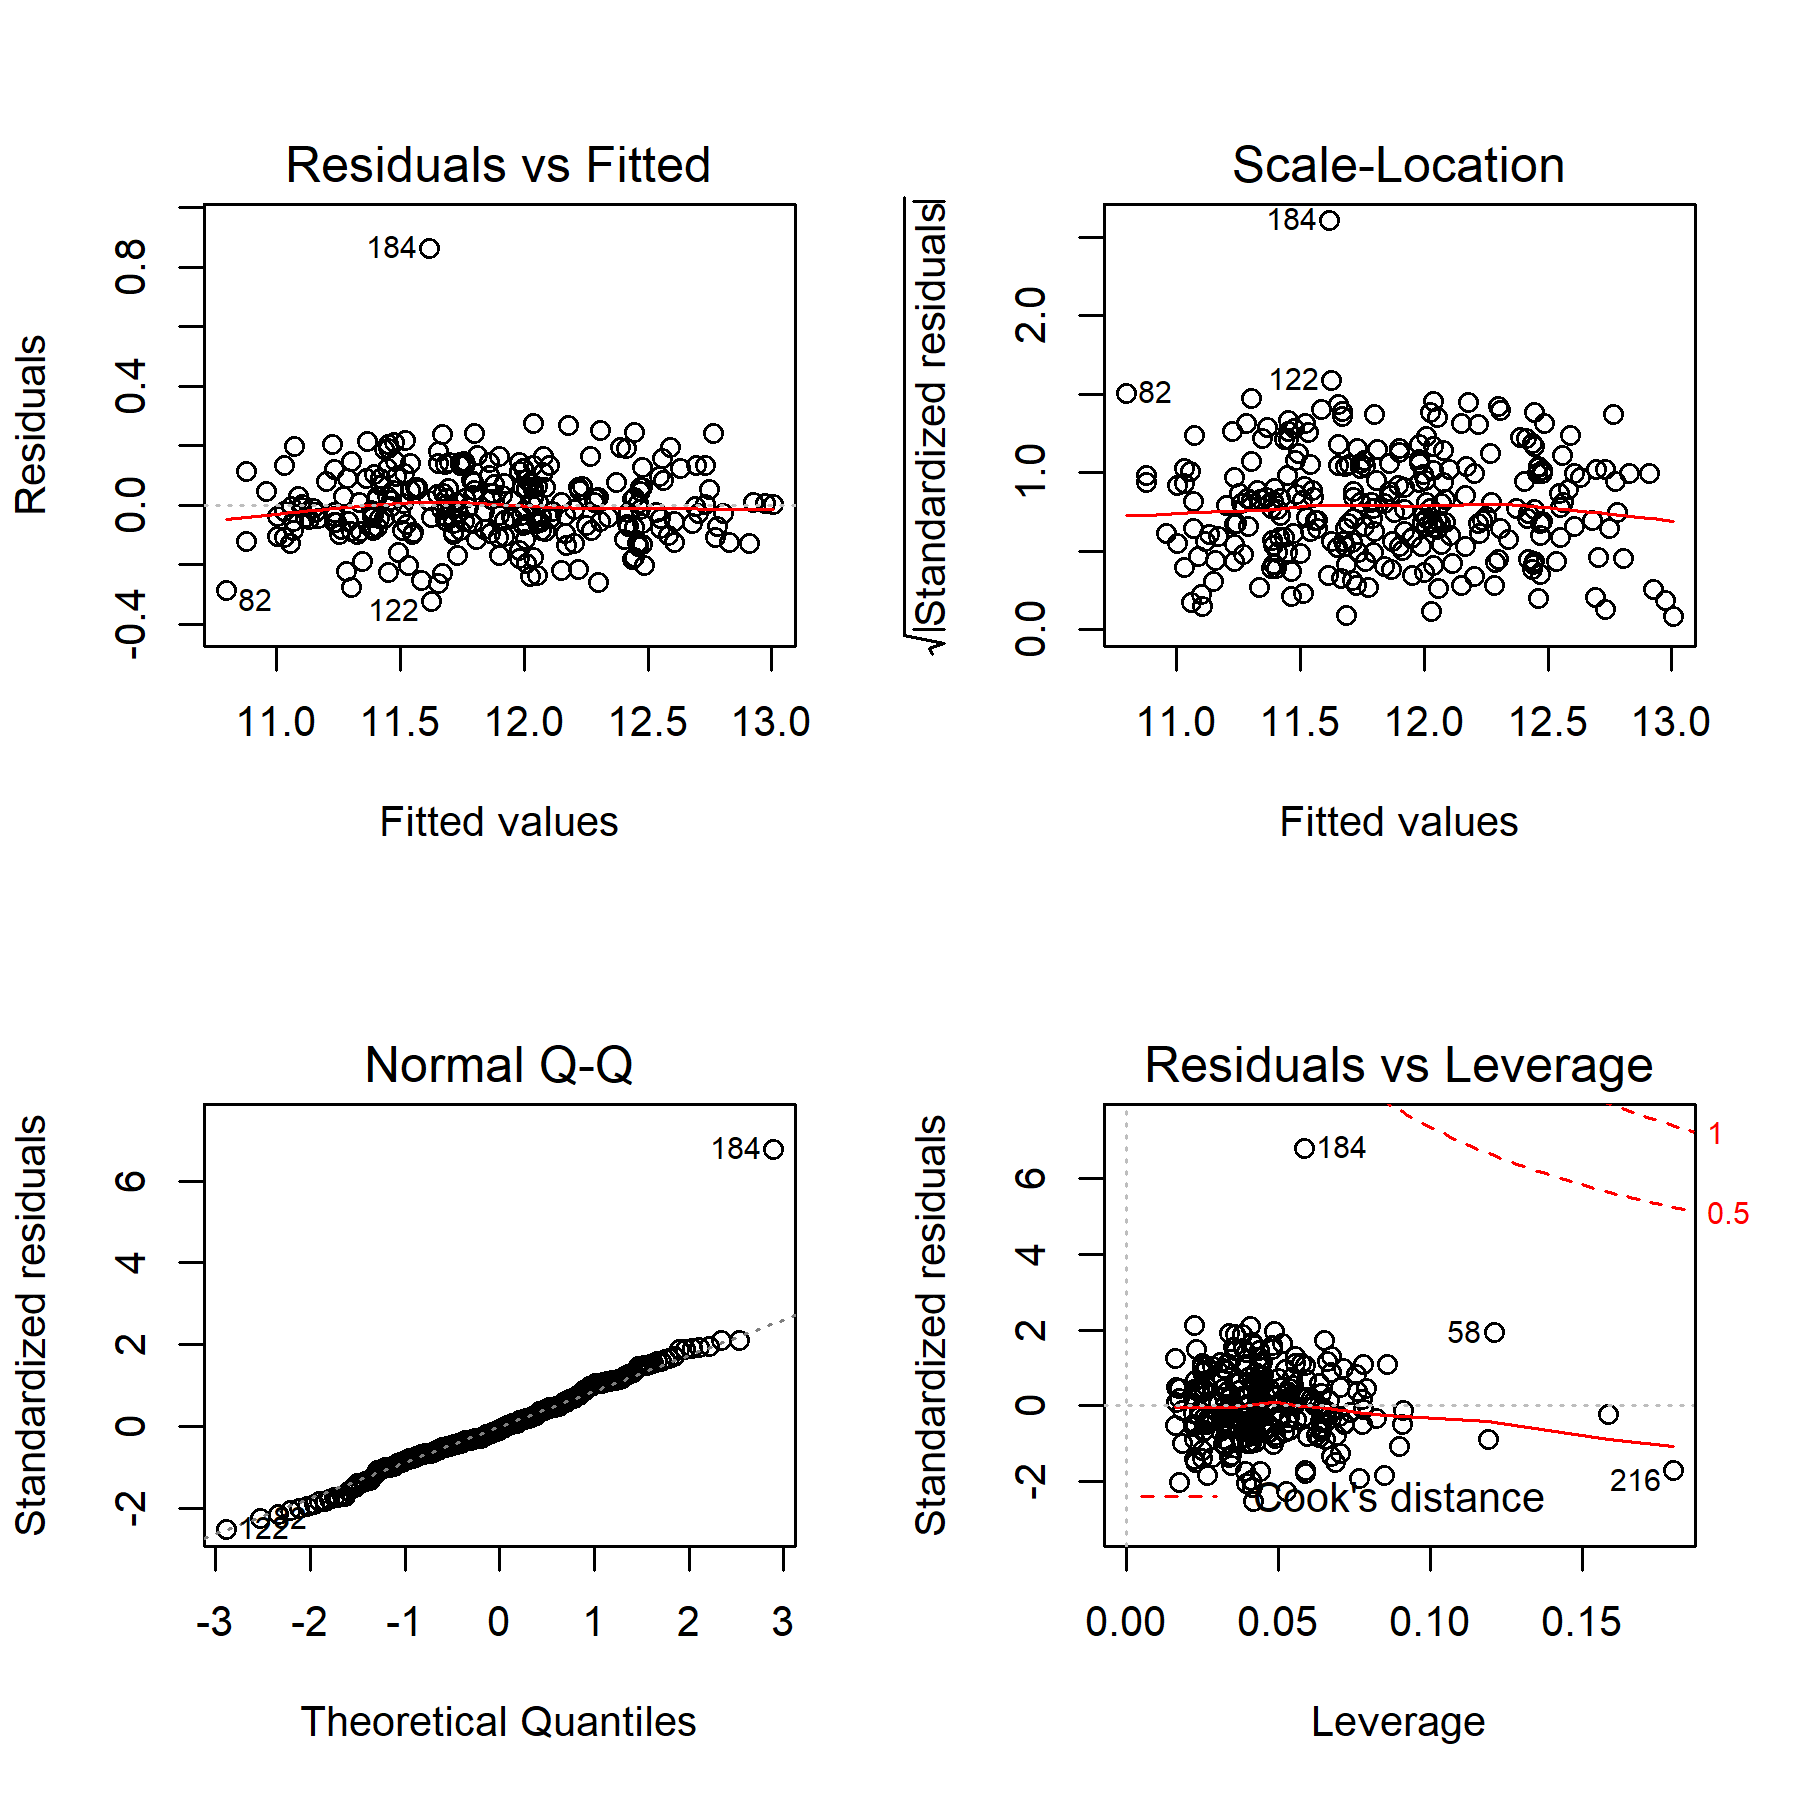 Residuals vs Fitted
Residuals
0.8
0.4
0.0
-0.4
184
82
122
11.0 11.5 12.0 12.5 13.0
Fitted values
Scale-Location
√|Standardized residuals|
2.0
1.0
0.0
184
82
122
11.0 11.5 12.0 12.5 13.0
Fitted values
Normal Q-Q
Standardized residuals
6
4
2
0
-2
184
122
-3 -2 -1 0 1 2 3
Theoretical Quantiles
Residuals vs Leverage
Standardized residuals
6
4
2
0
-2
184
58
216
1
0.5
Cook's distance
0.00 0.05 0.10 0.15
Leverage